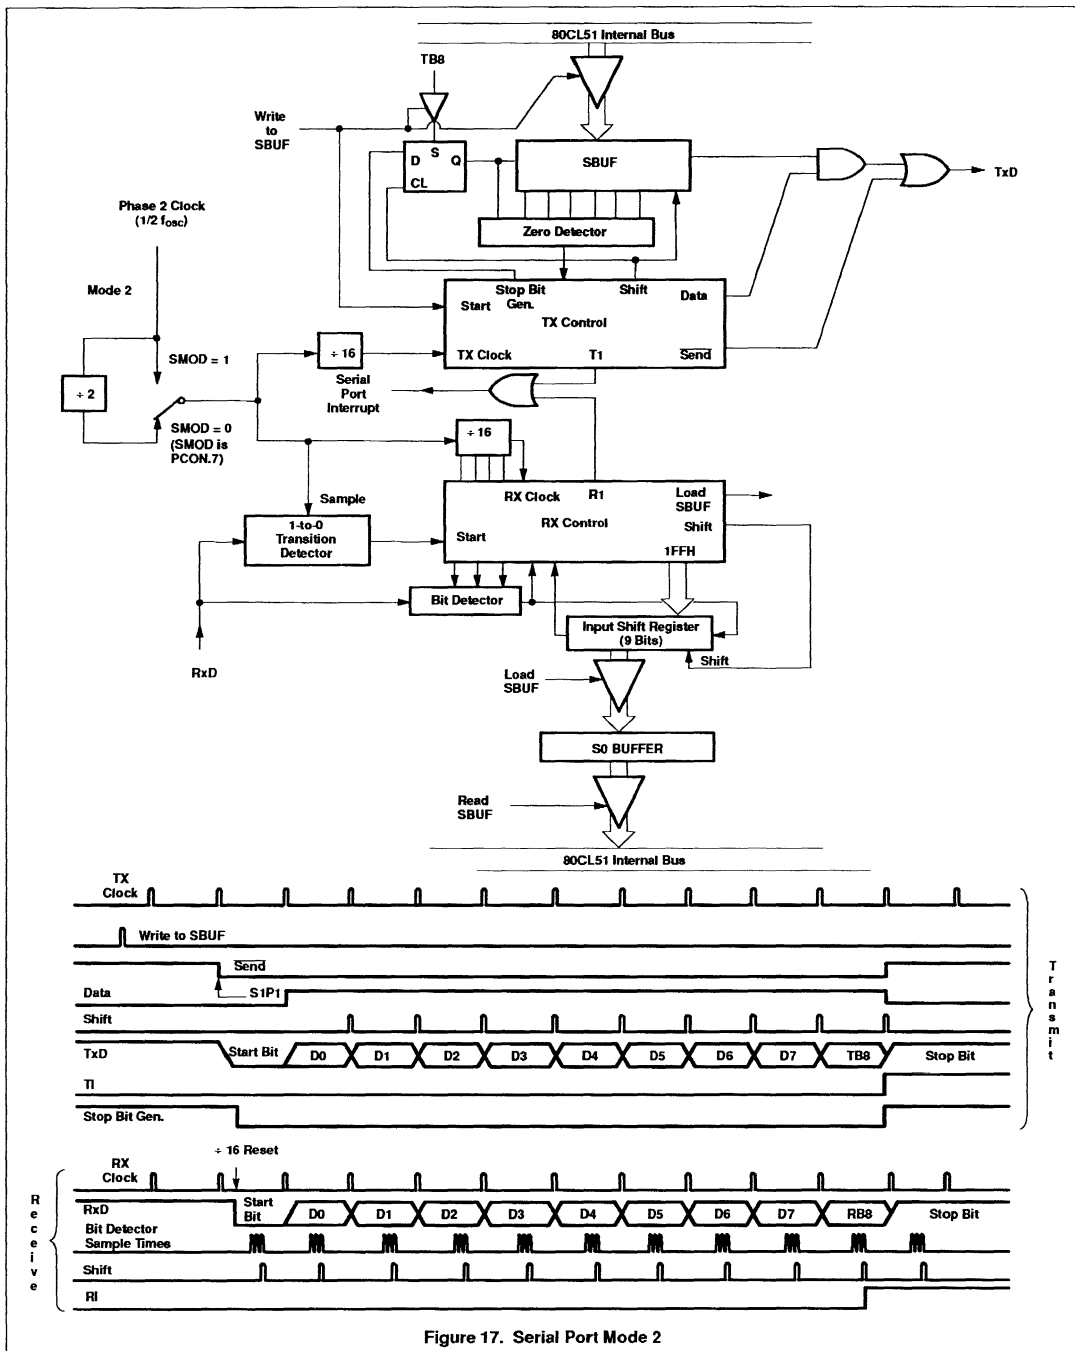 80CL51 Internal Bus
TB8
Write
to
SBUF
S
D
Q
CL
SBUF
TxD
Phase 2 Clock
(1/2 fosc)
Zero Detector
Mode 2
Stop Bit
Gen.
Shift
Data
Start
TX Control
SMOD = 1
÷ 16
TX Clock
T1
Send
÷ 2
Serial
Port
Interrupt
SMOD = 0
(SMOD is
PCON.7)
÷ 16
Sample
RX Clock
R1
Load
SBUF
RX Control
Shift
1-to-0
Transition
Detector
Start
1FFH
Bit Detector
Input Shift Register
(9 Bits)
Shift
RxD
Load
SBUF
S0 BUFFER
Read
SBUF
80CL51 Internal Bus
TX
Clock
Write to SBUF
Send
S1P1
Data
Shift
TxD
Start Bit D0 D1 D2 D3 D4 D5 D6 D7 TB8 Stop Bit
TI
Stop Bit Gen.
Transmit
÷ 16 Reset
RX
Clock
RxD
Start
Bit
D0 D1 D2 D3 D4 D5 D6 D7 RB8 Stop Bit
Bit Detector
Sample Times
Shift
RI
Receive
Figure 17. Serial Port Mode 2